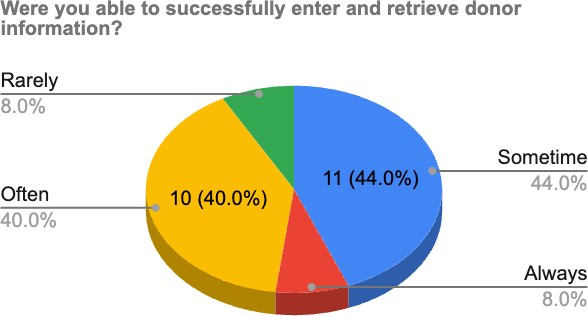 Were you able to successfully enter and retrieve donor
information?
Rarely
8.0%
11 (44.0%)
Sometime
44.0%
10 (40.0%)
Often
40.0%
Always
8.0%